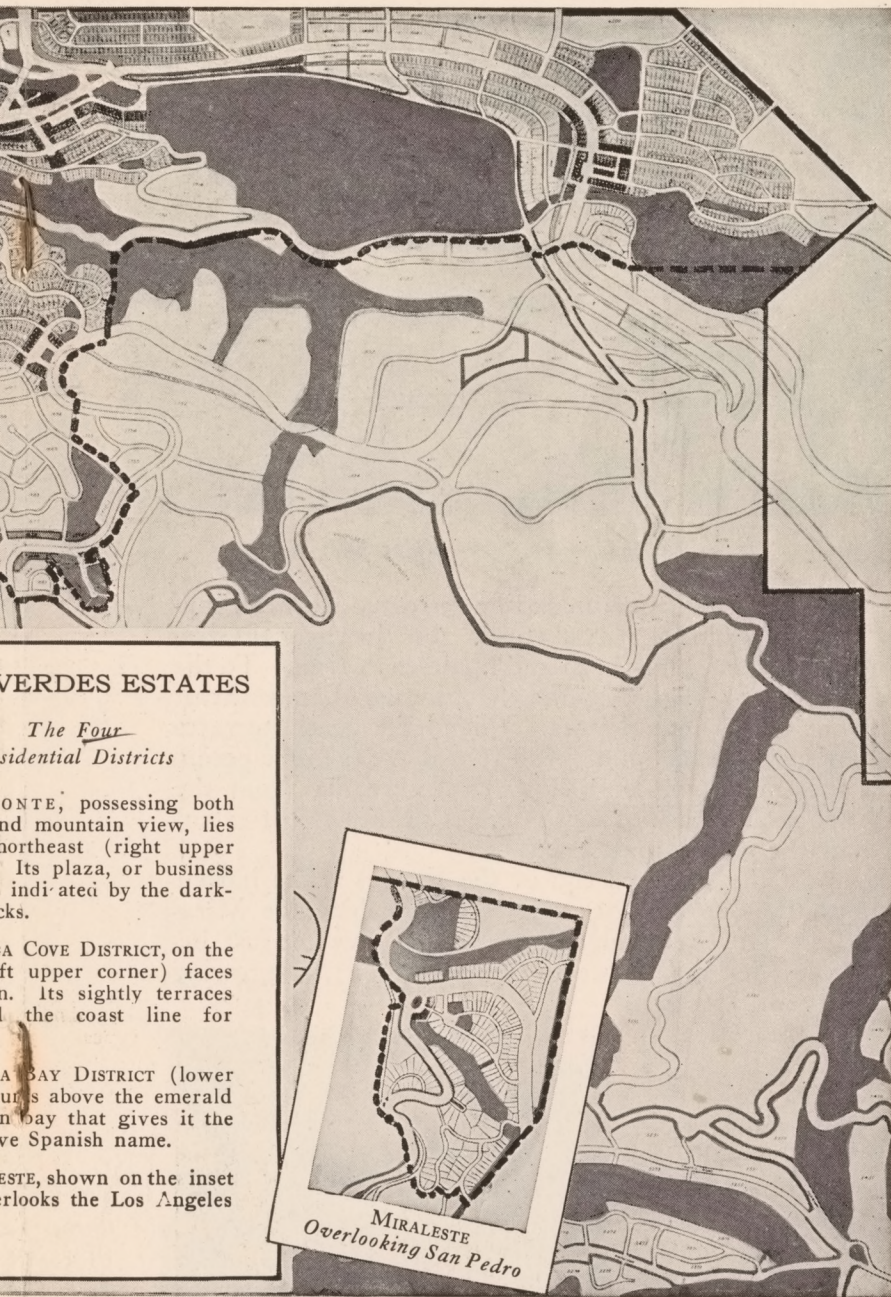 VERDES ESTATES
The Four
sidential Districts
ONTE, possessing both
nd mountain view, lies
northeast (right upper
Its plaza, or business
indi ated by the dark-
cks.
A COVE DISTRICT, on the
ft upper corner) faces
n. Its sightly terraces
the coast line for
A BAY DISTRICT (lower
above the emerald
n bay that gives it the
ve Spanish name.
ESTE, shown on the inset
erlooks the Los Angeles
MIRALESTE
Overlooking San Pedro